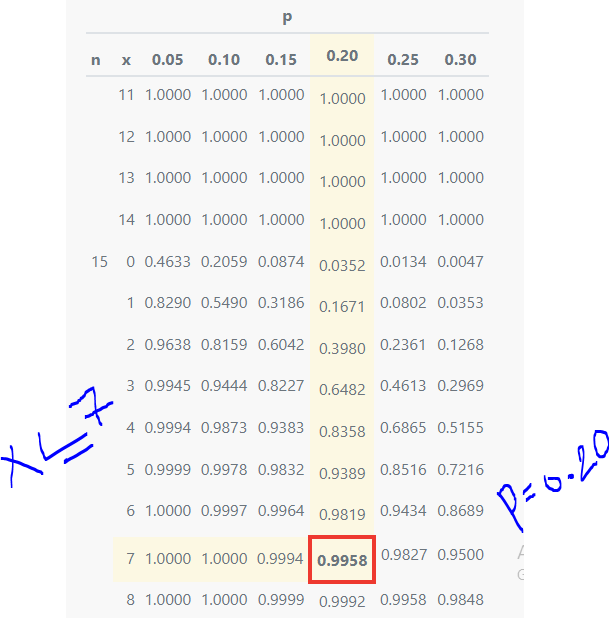 p
n x 0.05 0.10 0.15 0.20 0.25 0.30
11 1.0000 1.0000 1.0000 1.0000 1.0000 1.0000
12 1.0000 1.0000 1.0000 1.0000 1.0000 1.0000
13 1.0000 1.0000 1.0000 1.0000 1.0000 1.0000
14 1.0000 1.0000 1.0000 1.0000 1.0000 1.0000
15 0 0.4633 0.2059 0.0874 0.0352 0.0134 0.0047
1 0.8290 0.5490 0.3186 0.1671 0.0802 0.0353
2 0.9638 0.8159 0.6042 0.3980 0.2361 0.1268
3 0.9945 0.9444 0.8227 0.6482 0.4613 0.2969
4 0.9994 0.9873 0.9383 0.8358 0.6865 0.5155
5 0.9999 0.9978 0.9832 0.9389 0.8516 0.7216
6 1.0000 0.9997 0.9964 0.9819 0.9434 0.8689
7 1.0000 1.0000 0.9994 0.9958 0.9827 0.9500
8 1.0000 1.0000 0.9999 0.9992 0.9958 0.9848
x≤7
p=0.20